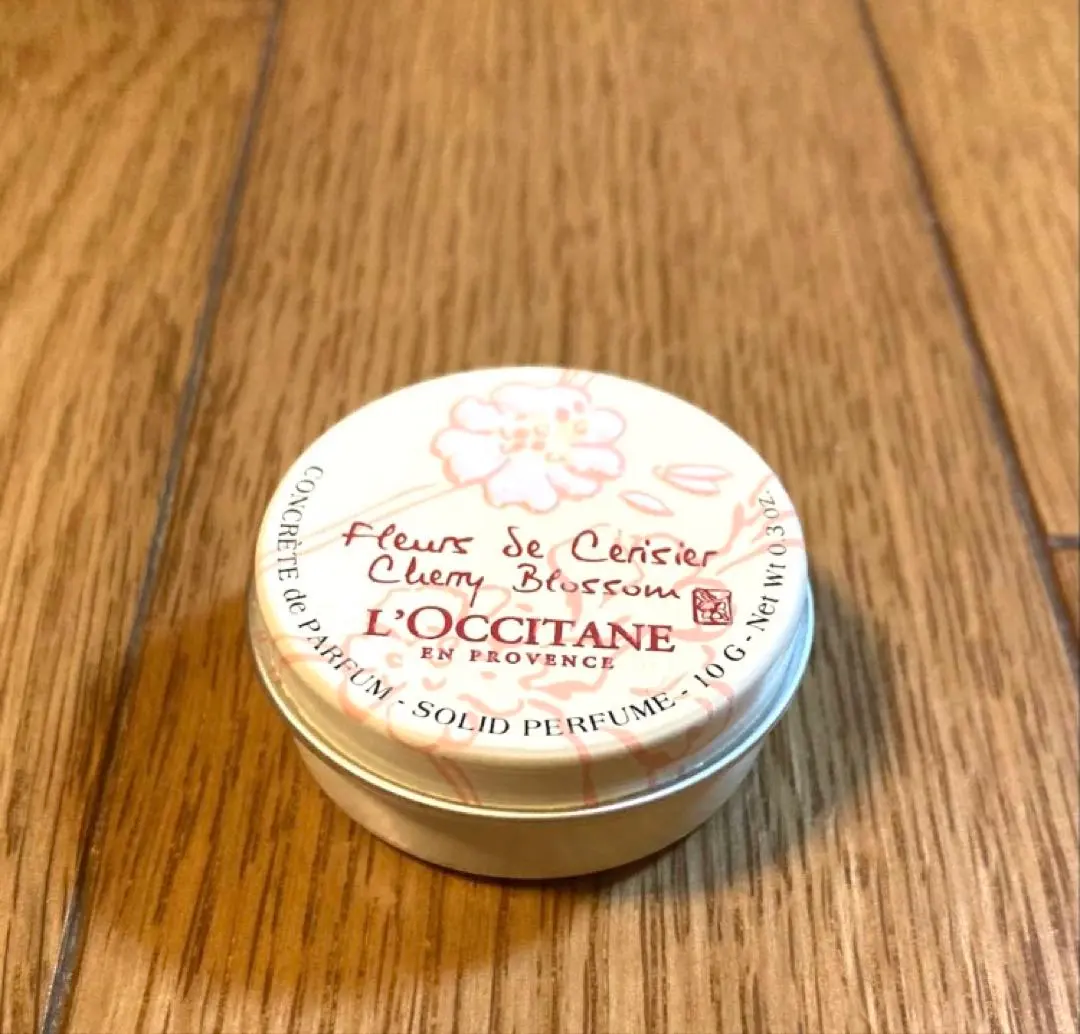 Fleurs de Cerisier
Cherry Blossom
L'OCCITANE
EN PROVENCE
CONCRÈTE de PARFUM - SOLID PERFUME - 10 G - Net Wt 0.3 OZ.